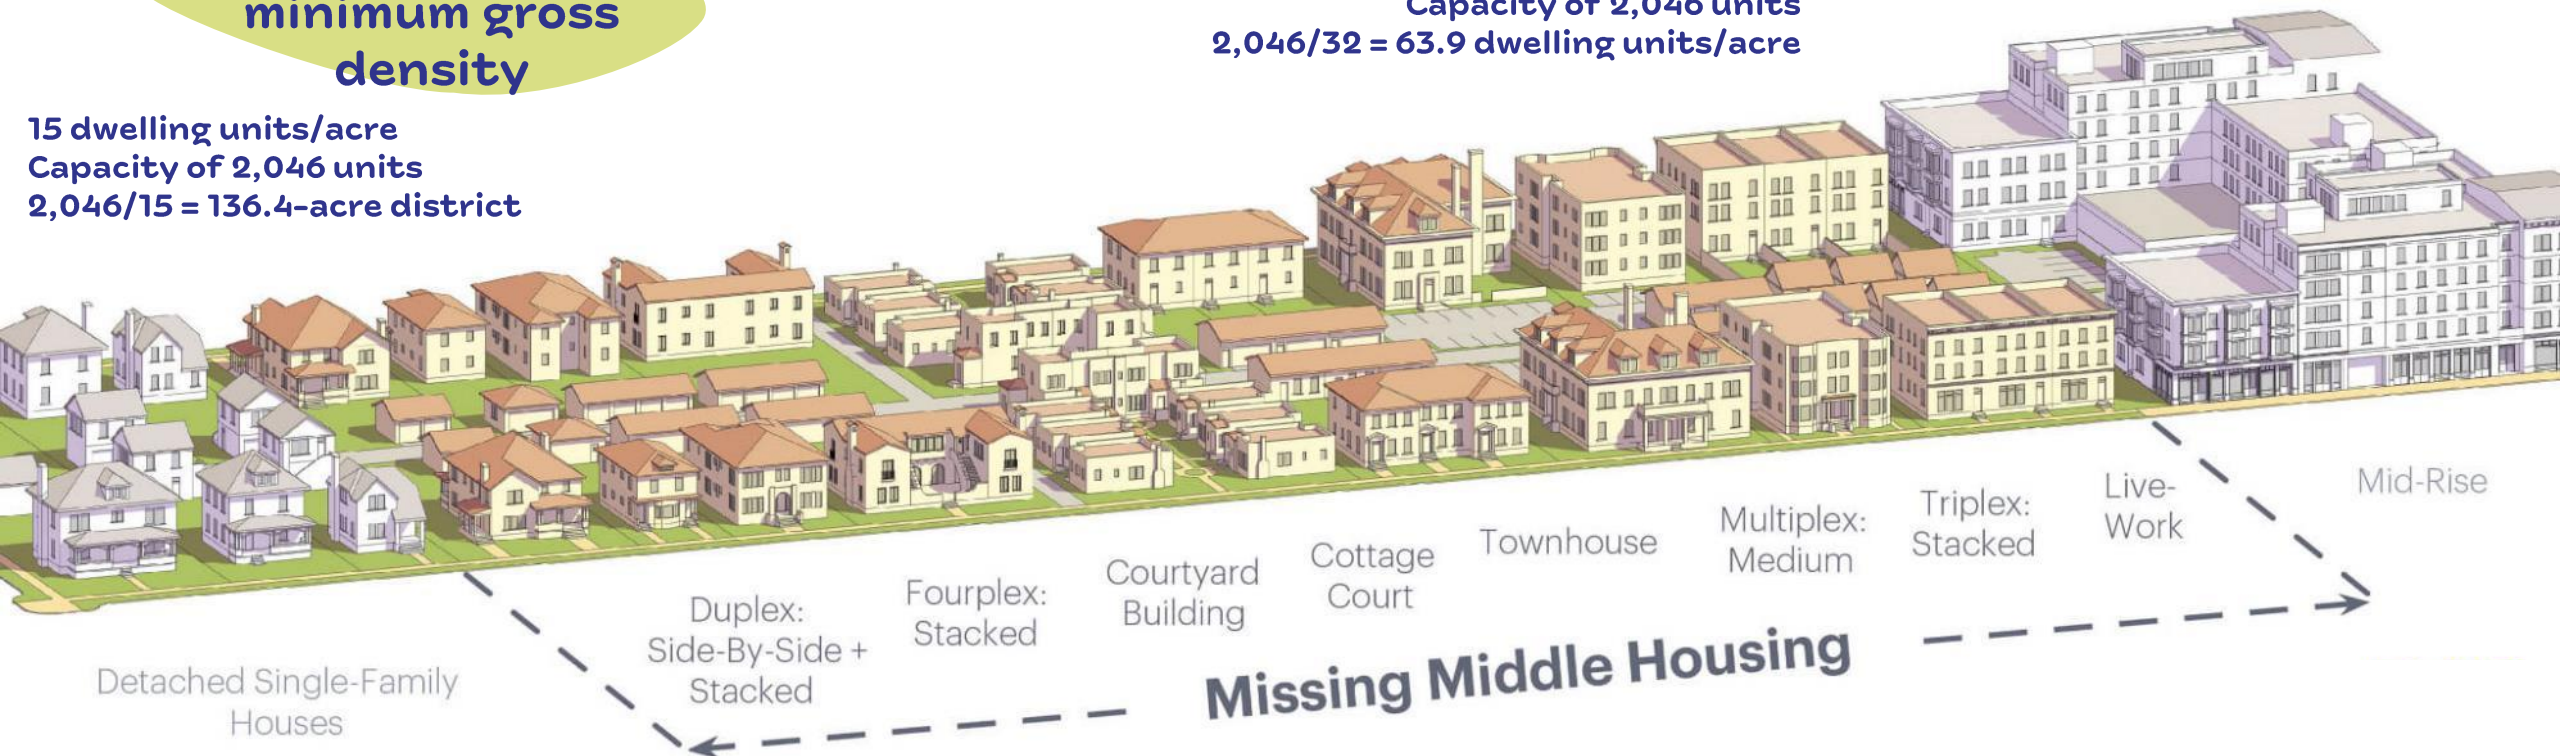 minimum gross
density
15 dwelling units/acre
Capacity of 2,046 units
2,046/15 = 136.4-acre district
Capacity of 2,046 units
2,046/32 = 63.9 dwelling units/acre
Detached Single-Family
Houses
Duplex:
Side-By-Side +
Stacked
Fourplex:
Stacked
Courtyard
Building
Cottage
Court
Townhouse
Multiplex:
Medium
Triplex:
Stacked
Live-
Work
Mid-Rise
Missing Middle Housing